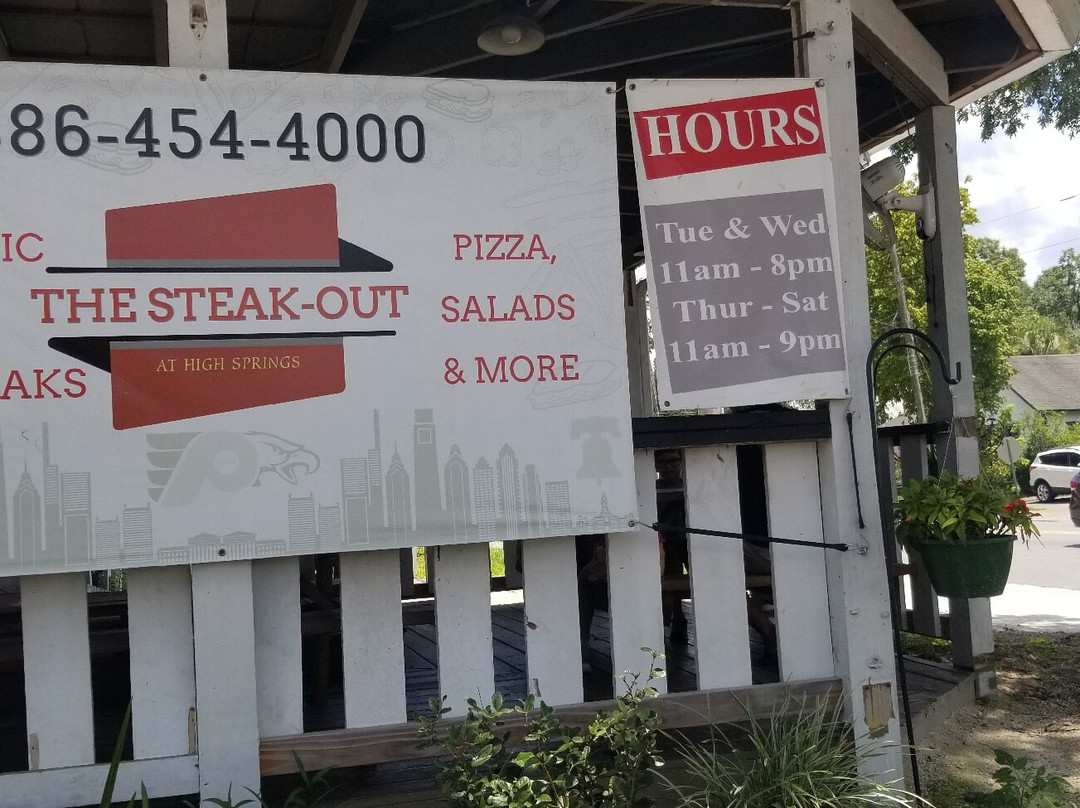 86-454-4000
IC
THE STEAK-OUT
AT HIGH SPRINGS
AKS
PIZZA,
SALADS
& MORE
HOURS
Tue & Wed
11am - 8pm
Thur - Sat
11am - 9pm